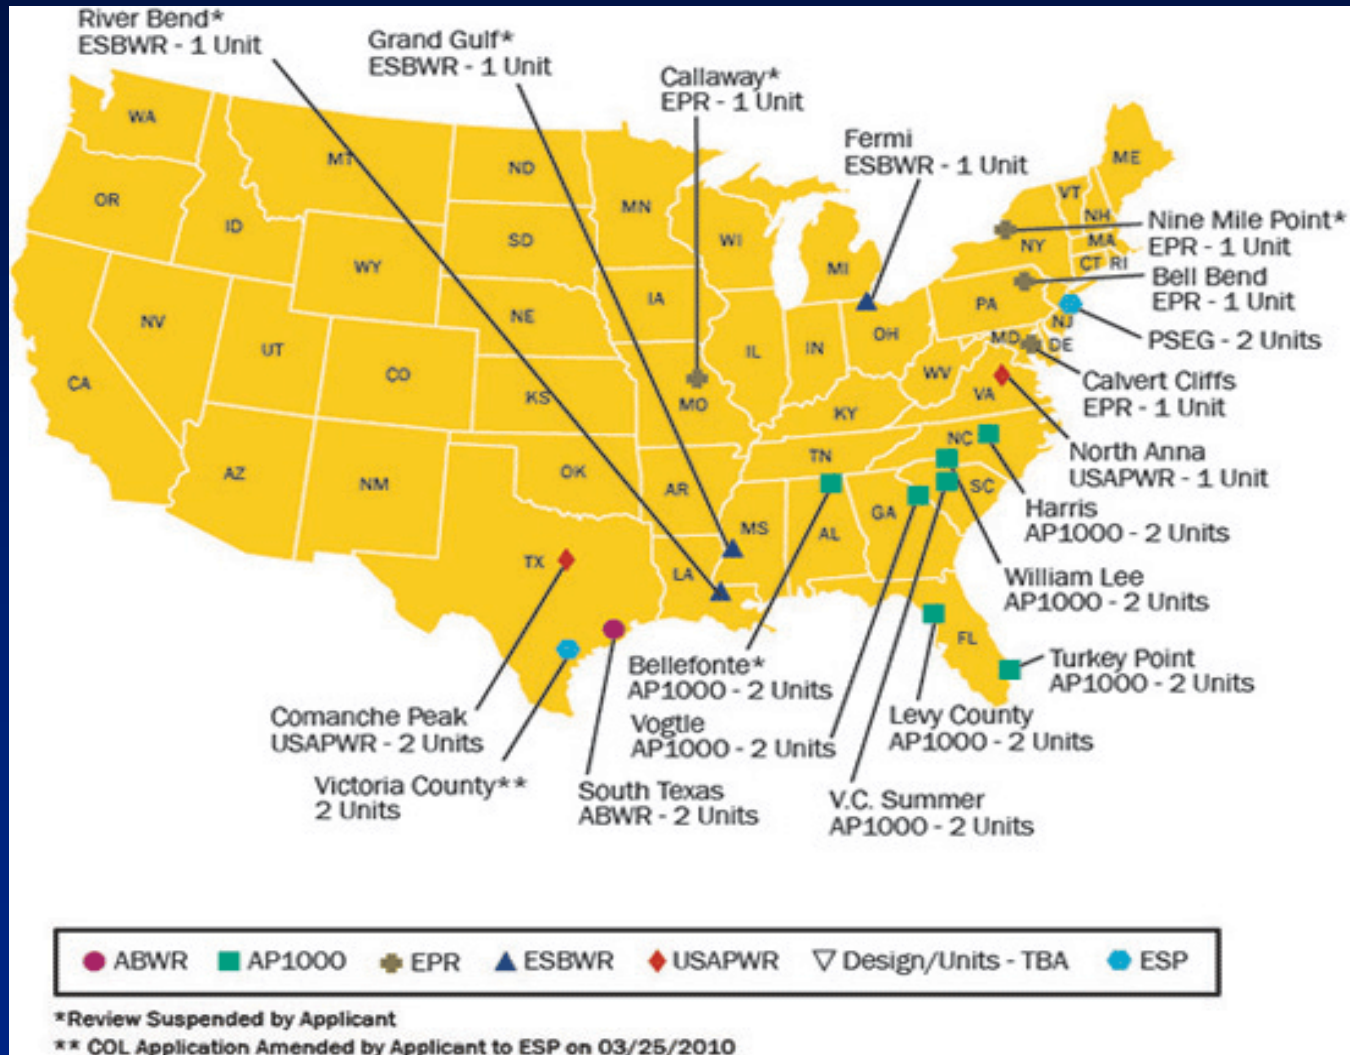 River Bend*
ESBWR - 1 Unit
Grand Gulf*
ESBWR - 1 Unit
Callaway*
EPR - 1 Unit
Fermi
ESBWR - 1 Unit
Nine Mile Point*
EPR - 1 Unit
Bell Bend
EPR - 1 Unit
PSEG - 2 Units
Calvert Cliffs
EPR - 1 Unit
North Anna
USAPWR - 1 Unit
Harris
AP1000 - 2 Units
William Lee
AP1000 - 2 Units
Turkey Point
AP1000 - 2 Units
Levy County
AP1000 - 2 Units
V.C. Summer
AP1000 - 2 Units
Bellefonte*
AP1000 - 2 Units
Vogtle
AP1000 - 2 Units
South Texas
ABWR - 2 Units
Comanche Peak
USAPWR - 2 Units
Victoria County**
2 Units
WA
OR
CA
ID
NV
MT
WY
UT
AZ
CO
NM
ND
SD
NE
KS
OK
TX
MN
IA
MO
AR
LA
WI
IL
MI
IN
OH
KY
TN
MS
AL
GA
FL
SC
NC
VA
WV
MD
DE
NJ
PA
NY
CT
RI
MA
VT
NH
ME
ABWR
AP1000
EPR
ESBWR
USAPWR
Design/Units - TBA
ESP
*Review Suspended by Applicant
** COL Application Amended by Applicant to ESP on 03/25/2010